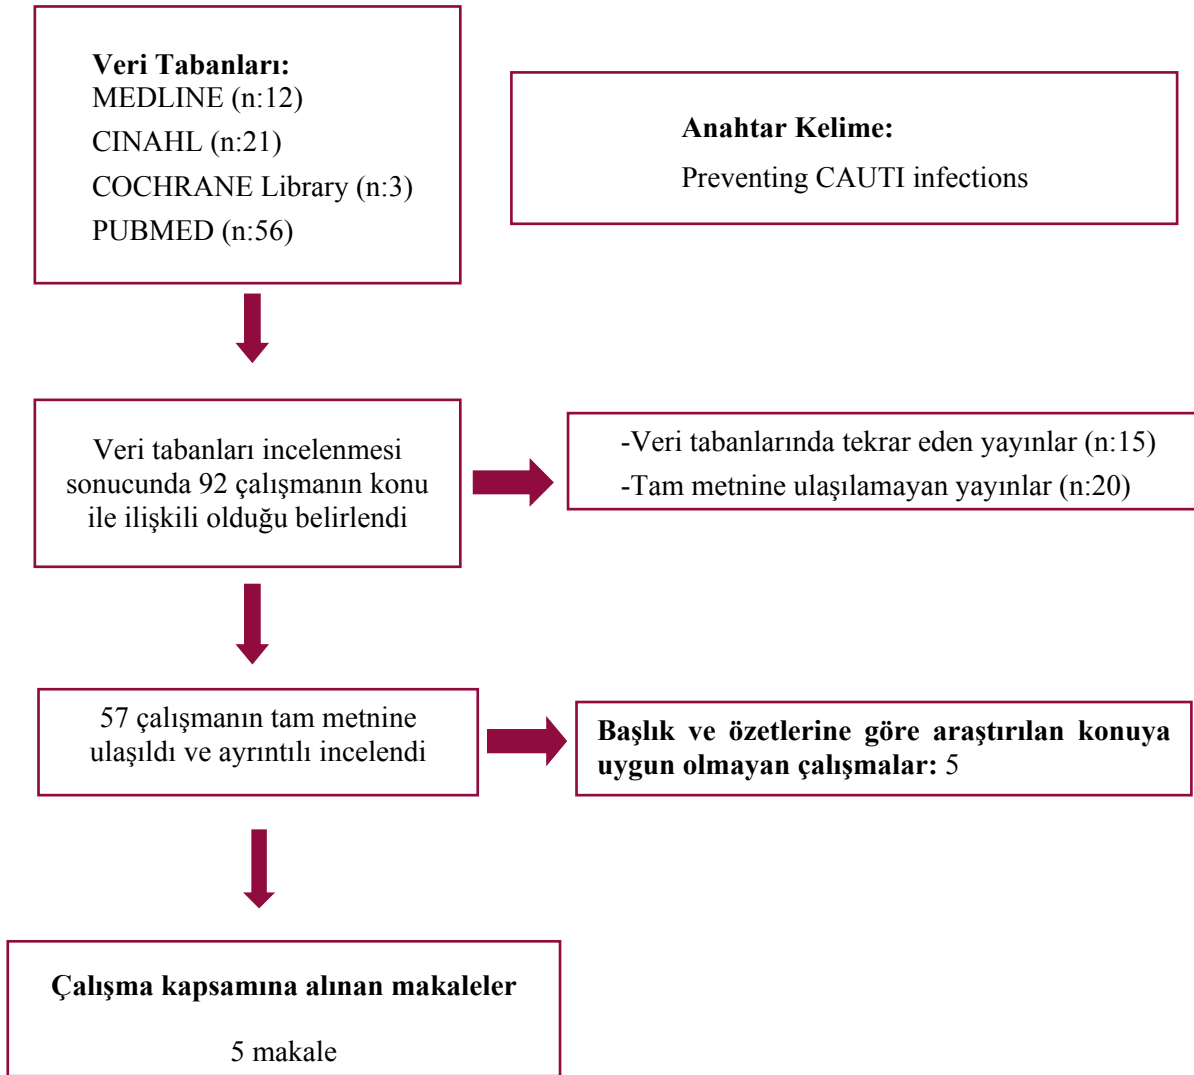 Veri Tabanları:
MEDLINE (n:12)
CINAHL (n:21)
COCHRANE Library (n:3)
PUBMED (n:56)
Anahtar Kelime:
Preventing CAUTI infections
Veri tabanları incelenmesi
sonucunda 92 çalışmanın konu
ile ilişkili olduğu belirlendi
-Veri tabanlarında tekrar eden yayınlar (n:15)
-Tam metnine ulaşılamayan yayınlar (n:20)
57 çalışmanın tam metnine
ulaşıldı ve ayrıntılı incelendi
Başlık ve özetlerine göre araştırılan konuya
uygun olmayan çalışmalar: 5
Çalışma kapsamına alınan makaleler
5 makale